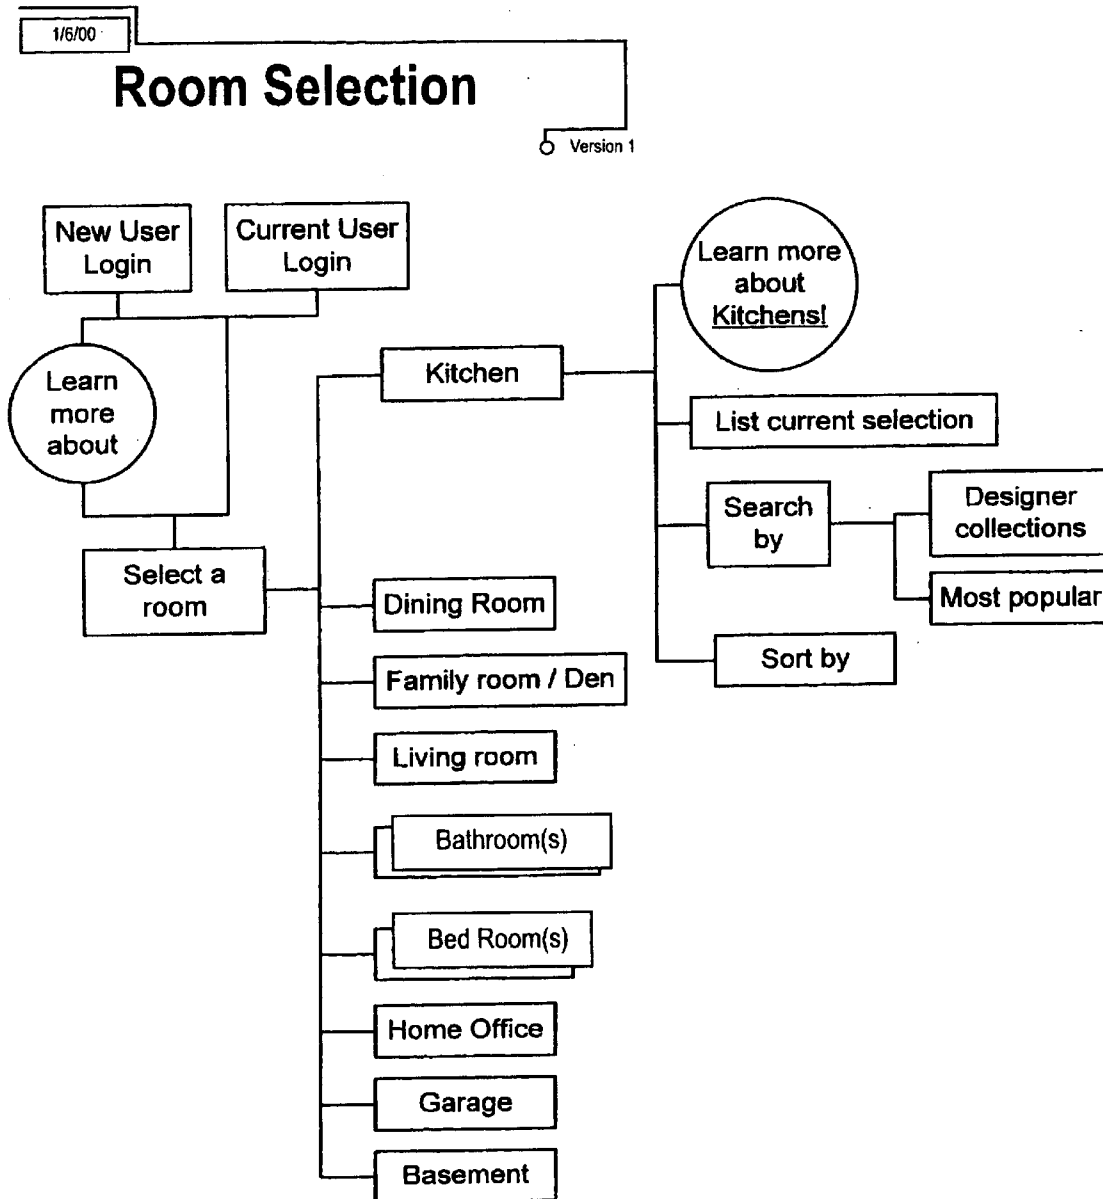 1/6/00
Room Selection
Version 1
New User
Login
Current User
Login
Learn
more
about
Select a
room
Kitchen
Learn more
about
Kitchens!
List current selection
Search
by
Designer
collections
Most popular
Sort by
Dining Room
Family room / Den
Living room
Bathroom(s)
Bed Room(s)
Home Office
Garage
Basement